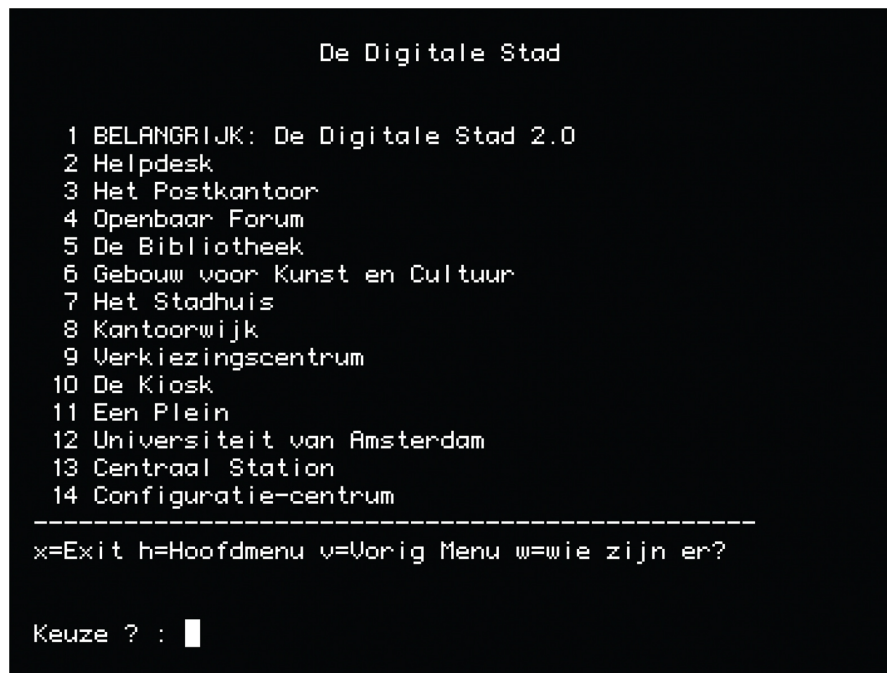 De Digitale Stad
1 BELANGRIJK: De Digitale Stad 2.0
2 Helpdesk
3 Het Postkantoor
4 Openbaar Forum
5 De Bibliotheek
6 Gebouw voor Kunst en Cultuur
7 Het Stadhuis
8 Kantoorwijk
9 Verkiezingscentrum
10 De Kiosk
11 Een Plein
12 Universiteit van Amsterdam
13 Centraal Station
14 Configuratie-centrum
------------------------------------------------
x=Exit h=Hoofdmenu v=Vorig Menu w=wie zijn er?
Keuze ? :